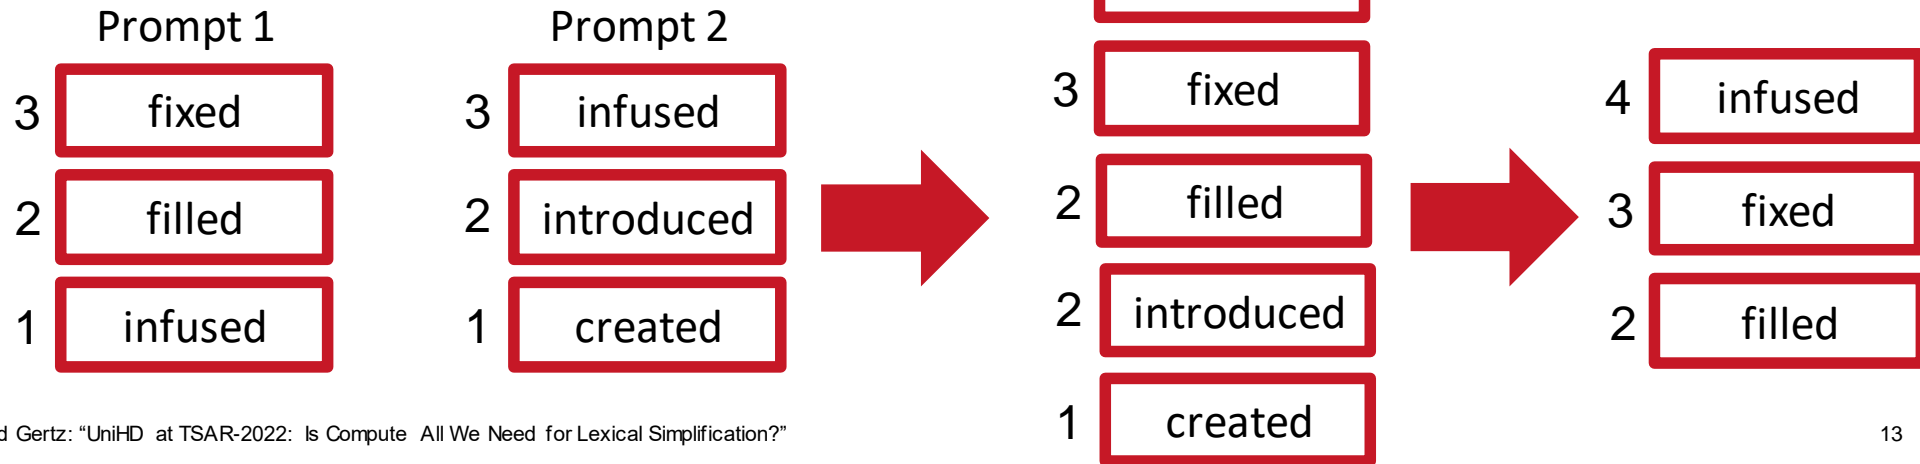 Prompt 1
3 fixed
2 filled
1 infused
Prompt 2
3 infused
2 introduced
1 created
3 fixed
2 filled
2 introduced
1 created
4 infused
3 fixed
2 filled
d Gertz: “UniHD at TSAR-2022: Is Compute All We Need for Lexical Simplification?”
13